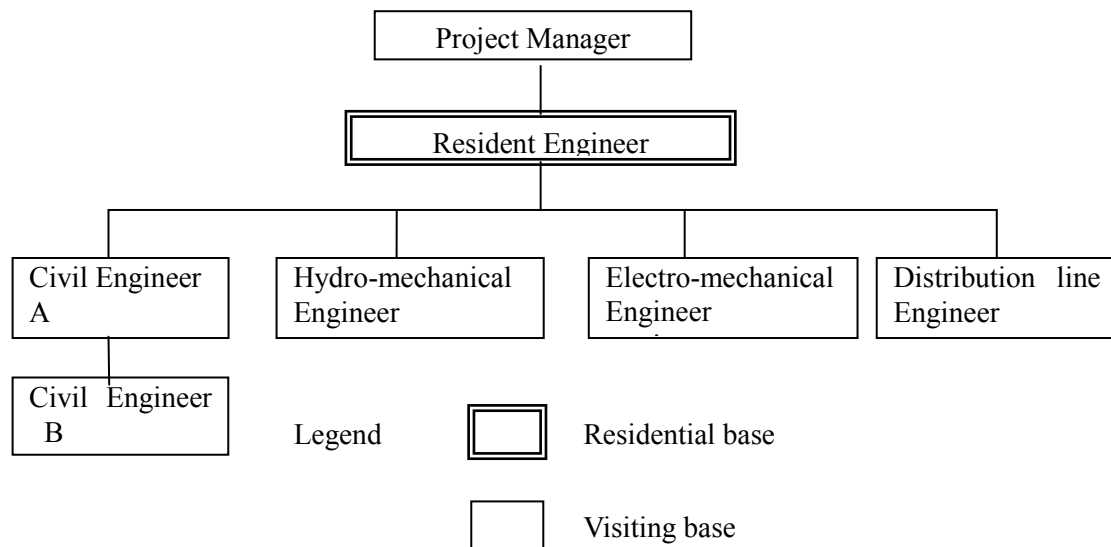 Project Manager
Resident Engineer
Civil Engineer
A
Hydro-mechanical
Engineer
Electro-mechanical
Engineer
Distribution line
Engineer
Civil Engineer
B
Legend
Residential base
Visiting base